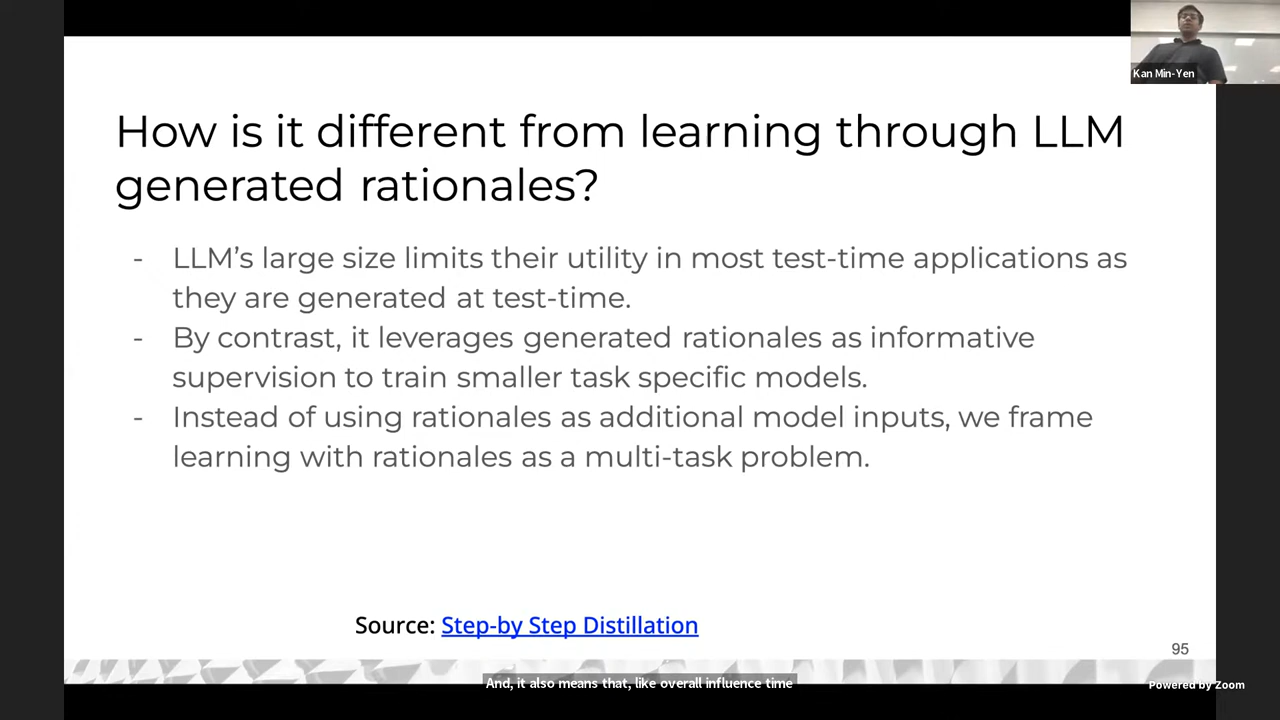 Kan Min-Yen
How is it different from learning through LLM
generated rationales?
- LLM’s large size limits their utility in most test-time applications as
they are generated at test-time.
- By contrast, it leverages generated rationales as informative
supervision to train smaller task specific models.
- Instead of using rationales as additional model inputs, we frame
learning with rationales as a multi-task problem.
Source: Step-by Step Distillation
95
And, it also means that, like overall influence time
Powered by Zoom